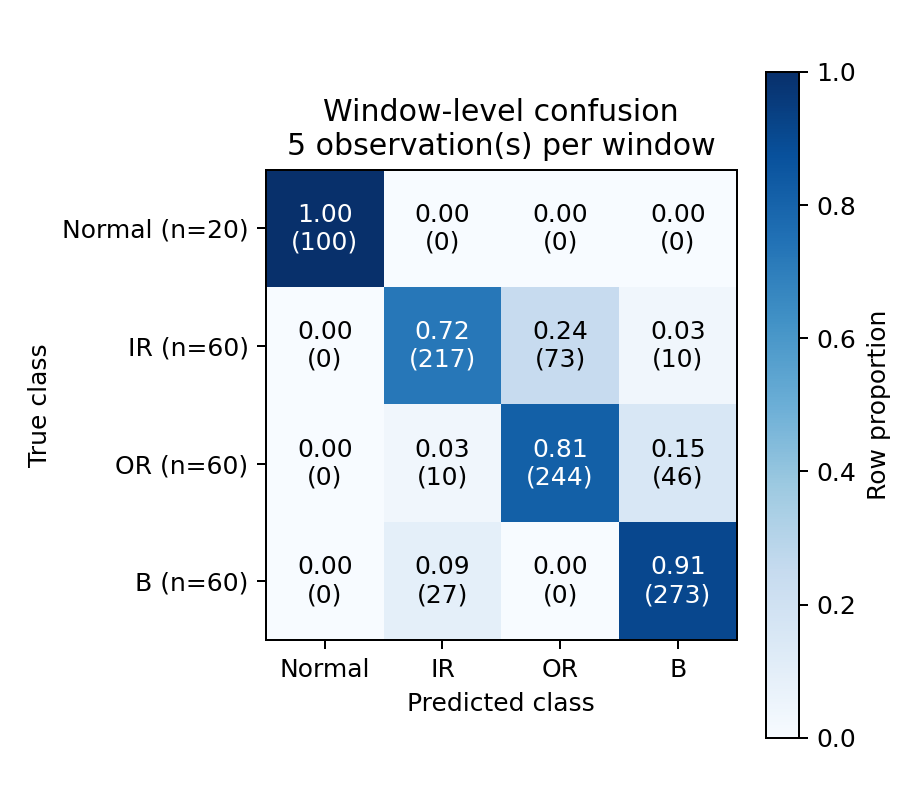 Window-level confusion
5 observation(s) per window
True class
Normal (n=20)
1.00 0.00 0.00 0.00
(100) (0) (0) (0)
IR (n=60)
0.00 0.72 0.24 0.03
(0) (217) (73) (10)
OR (n=60)
0.00 0.03 0.81 0.15
(0) (10) (244) (46)
B (n=60)
0.00 0.09 0.00 0.91
(0) (27) (0) (273)
Normal IR OR B
Predicted class
1.0
0.8
0.6
0.4
0.2
0.0
Row proportion